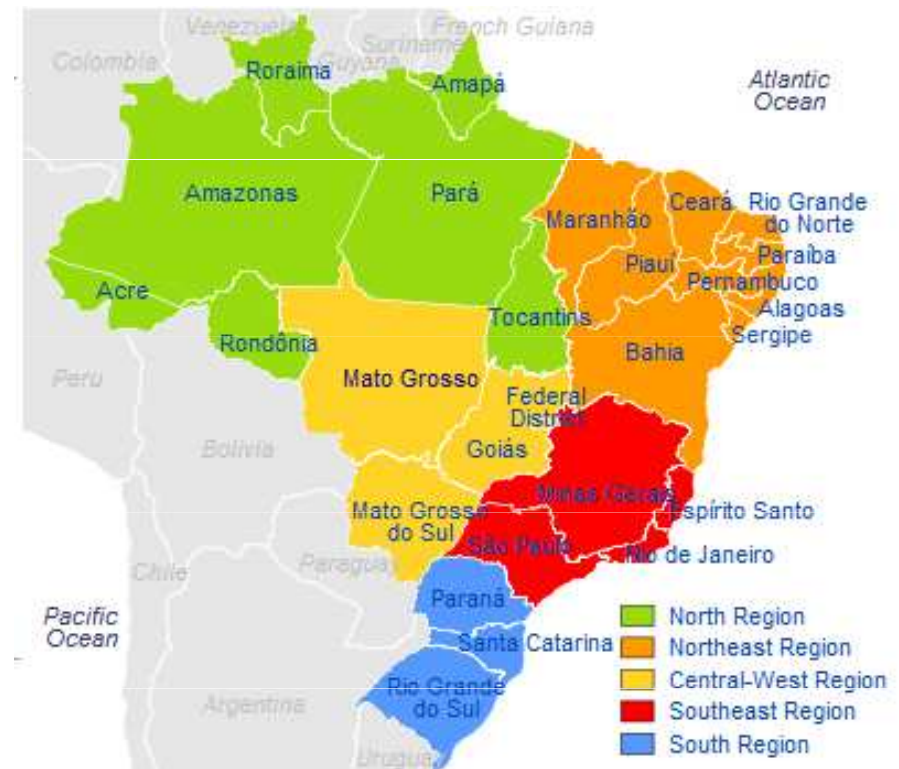 Venezuela
French Guiana
Suriname
Colombia
Guyana
Roraima
Amapá
Atlantic
Ocean
Amazonas
Pará
Maranhão
Ceará
Rio Grande
do Norte
Piauí
Paraíba
Pernambuco
Acre
Alagoas
Tocantins
Sergipe
Rondônia
Bahia
Peru
Mato Grosso
Federal
District
Goiás
Bolivia
Minas Gerais
Mato Grosso
do Sul
Espírito Santo
São Paulo
Rio de Janeiro
Paraguay
Chile
Paraná
Pacific
Ocean
Santa Catarina
Rio Grande
do Sul
Argentina
Uruguay
North Region
Northeast Region
Central-West Region
Southeast Region
South Region